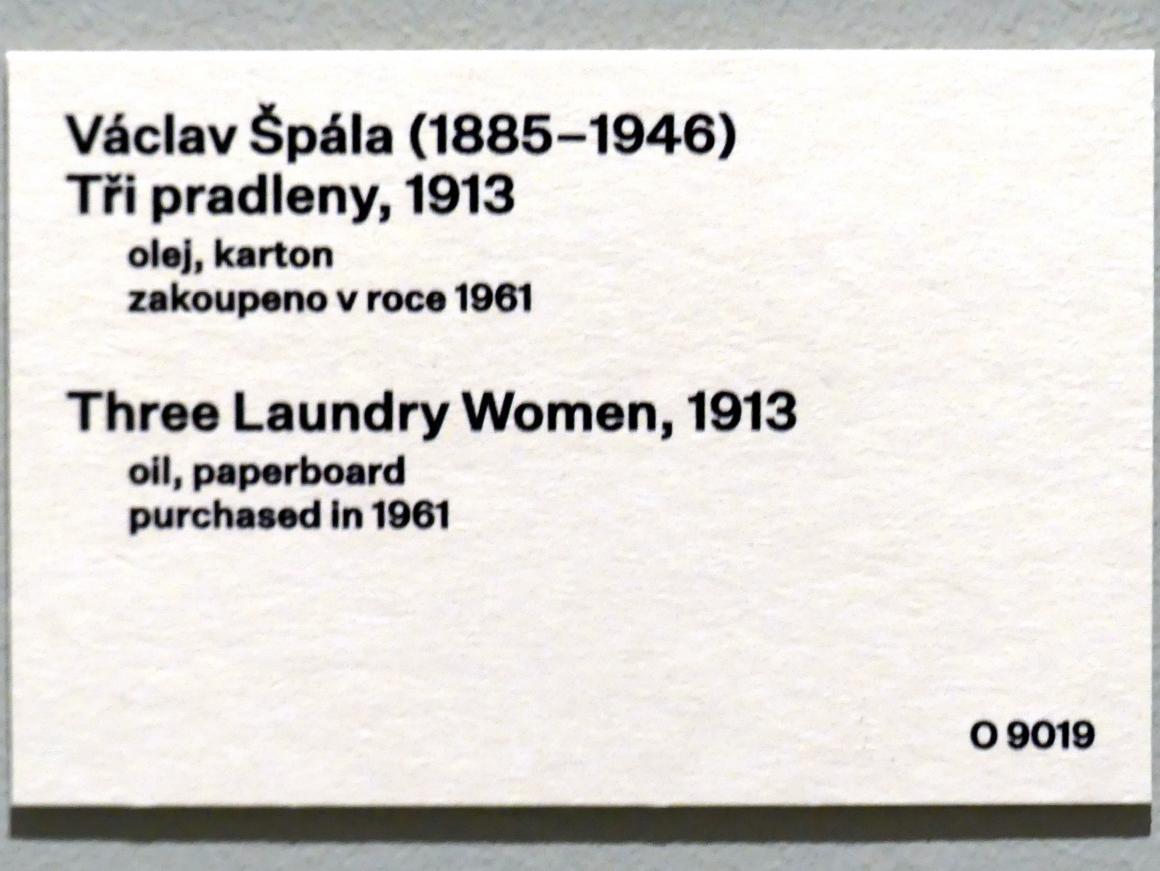 Václav Špála (1885–1946)
Tři pradleny, 1913
olej, karton
zakoupeno v roce 1961
Three Laundry Women, 1913
oil, paperboard
purchased in 1961
O 9019